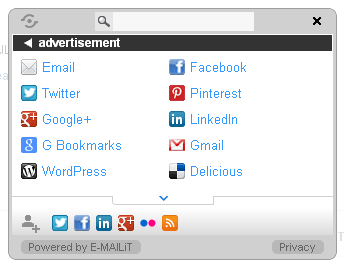 advertisement
Email Facebook
Twitter Pinterest
Google+ LinkedIn
G Bookmarks Gmail
WordPress Delicious
Powered by E-MAILiT Privacy